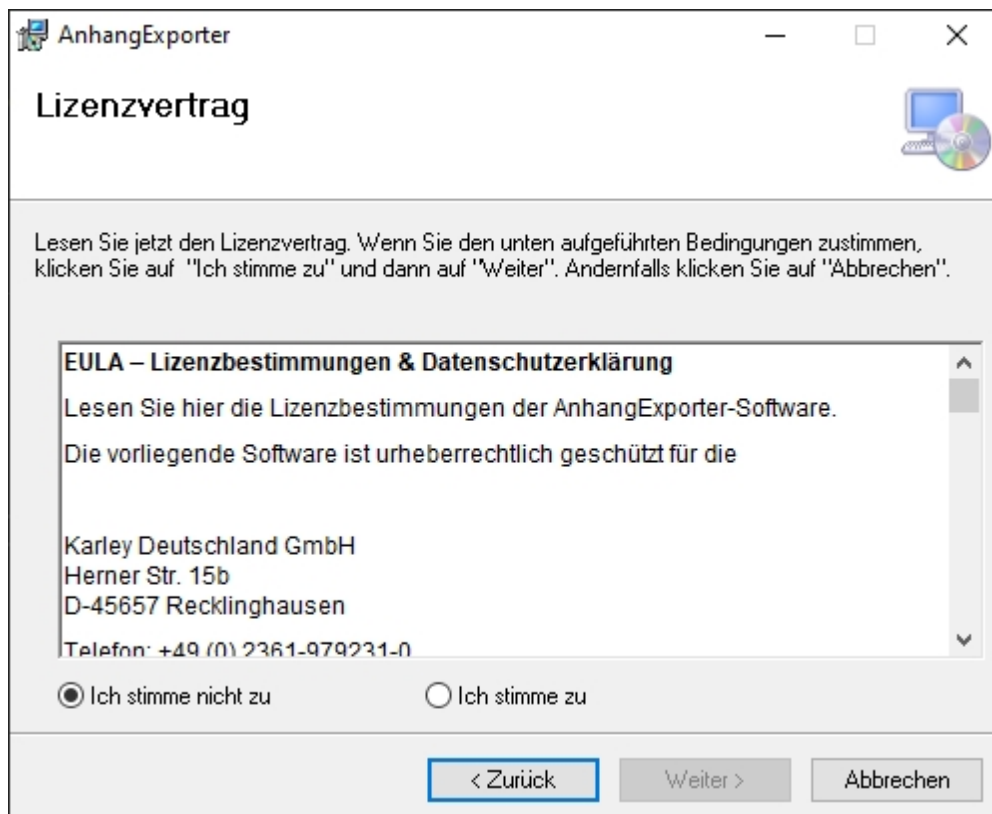 AnhangExporter
Lizenzvertrag
Lesen Sie jetzt den Lizenzvertrag. Wenn Sie den unten aufgeführten Bedingungen zustimmen,
klicken Sie auf "Ich stimme zu" und dann auf "Weiter". Andernfalls klicken Sie auf "Abbrechen".
EULA – Lizenzbestimmungen & Datenschutzerklärung
Lesen Sie hier die Lizenzbestimmungen der AnhangExporter-Software.
Die vorliegende Software ist urheberrechtlich geschützt für die
Karley Deutschland GmbH
Herner Str. 15b
D-45657 Recklinghausen
Telefon: +49 (0) 2361-979231-0
Ich stimme nicht zu
Ich stimme zu
< Zurück
Weiter >
Abbrechen